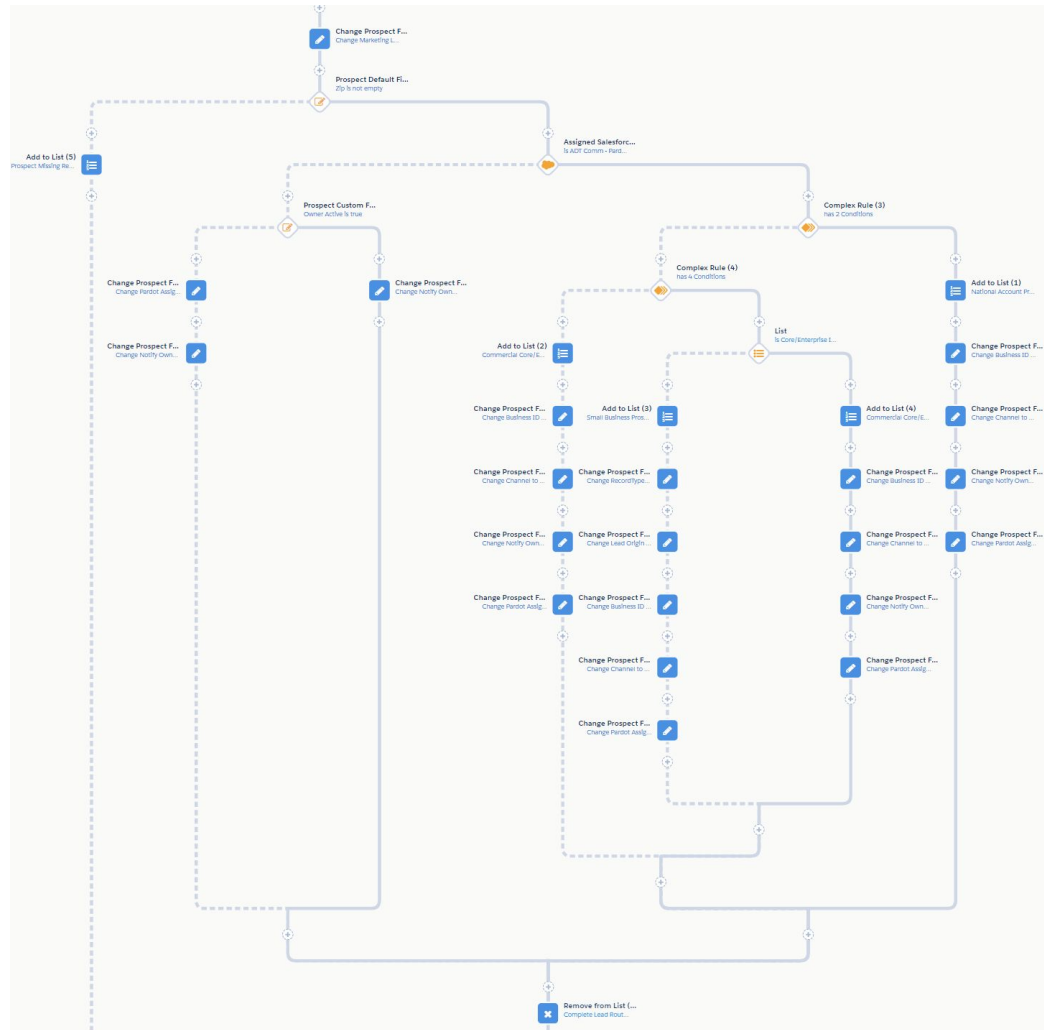 Change Prospect F...
Change Marketing L...
Prospect Default Fi...
Zip is not empty
Add to List (5)
Prospect Missing Re...
Assigned Salesforc...
is ADT Comm - Pard...
Prospect Custom F...
Owner Active is true
Complex Rule (3)
has 2 Conditions
Complex Rule (4)
has 4 Conditions
Change Prospect F...
Change Pardot Assig...
Change Prospect F...
Change Notify Own...
Add to List (1)
National Account Pr...
List
is Core/Enterprise E...
Change Prospect F...
Change Notify Own...
Add to List (2)
Commercial Core/E...
Change Prospect F...
Change Business ID ...
Change Prospect F...
Change Business ID ...
Add to List (3)
Small Business Pros...
Add to List (4)
Commercial Core/E...
Change Prospect F...
Change Channel to ...
Change Prospect F...
Change Channel to ...
Change Prospect F...
Change RecordType...
Change Prospect F...
Change Business ID ...
Change Prospect F...
Change Notify Own...
Change Prospect F...
Change Notify Own...
Change Prospect F...
Change Lead Origin ...
Change Prospect F...
Change Channel to ...
Change Prospect F...
Change Pardot Assig...
Change Prospect F...
Change Pardot Assig...
Change Prospect F...
Change Business ID ...
Change Prospect F...
Change Notify Own...
Change Prospect F...
Change Channel to ...
Change Prospect F...
Change Pardot Assig...
Change Prospect F...
Change Pardot Assig...
Remove from List (...
Complete Lead Rout...